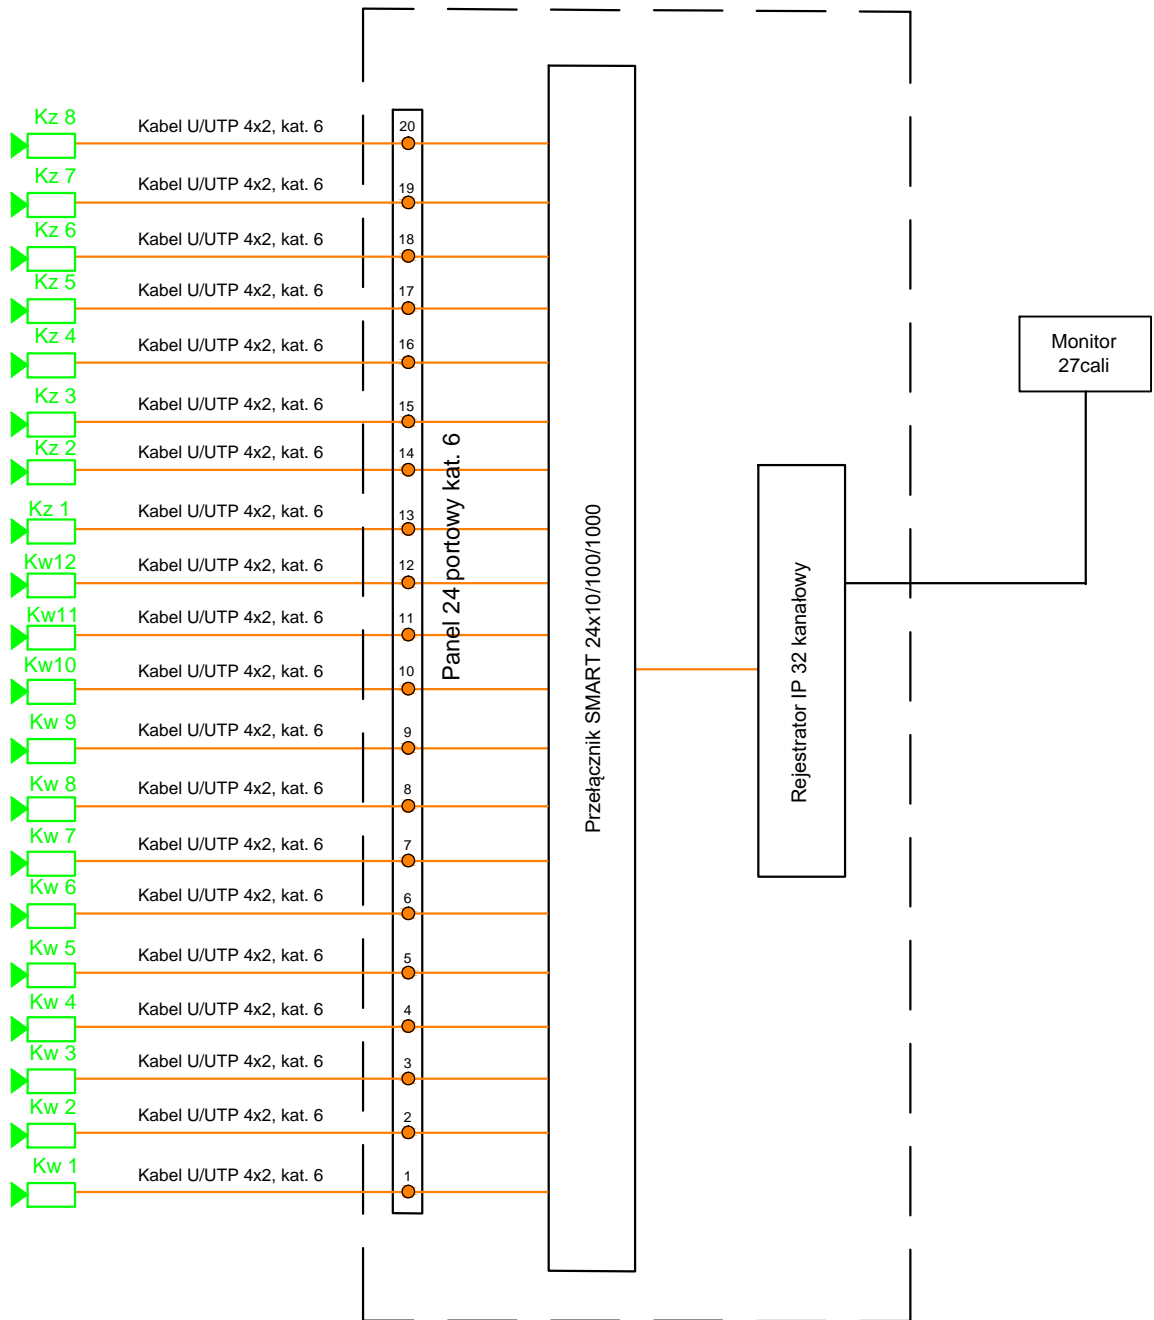 Kz 8
Kabel U/UTP 4x2, kat. 6
20
Kz 7
Kabel U/UTP 4x2, kat. 6
19
Kz 6
Kabel U/UTP 4x2, kat. 6
18
Kz 5
Kabel U/UTP 4x2, kat. 6
17
Kz 4
Kabel U/UTP 4x2, kat. 6
16
Kz 3
Kabel U/UTP 4x2, kat. 6
15
Kz 2
Kabel U/UTP 4x2, kat. 6
14
Kz 1
Kabel U/UTP 4x2, kat. 6
13
Kw12
Kabel U/UTP 4x2, kat. 6
12
Kw11
Kabel U/UTP 4x2, kat. 6
11
Kw10
Kabel U/UTP 4x2, kat. 6
10
Kw 9
Kabel U/UTP 4x2, kat. 6
9
Kw 8
Kabel U/UTP 4x2, kat. 6
8
Kw 7
Kabel U/UTP 4x2, kat. 6
7
Kw 6
Kabel U/UTP 4x2, kat. 6
6
Kw 5
Kabel U/UTP 4x2, kat. 6
5
Kw 4
Kabel U/UTP 4x2, kat. 6
4
Kw 3
Kabel U/UTP 4x2, kat. 6
3
Kw 2
Kabel U/UTP 4x2, kat. 6
2
Kw 1
Kabel U/UTP 4x2, kat. 6
1
Panel 24 portowy kat. 6
Przełącznik SMART 24x10/100/1000
Rejestrator IP 32 kanałowy
Monitor
27cali